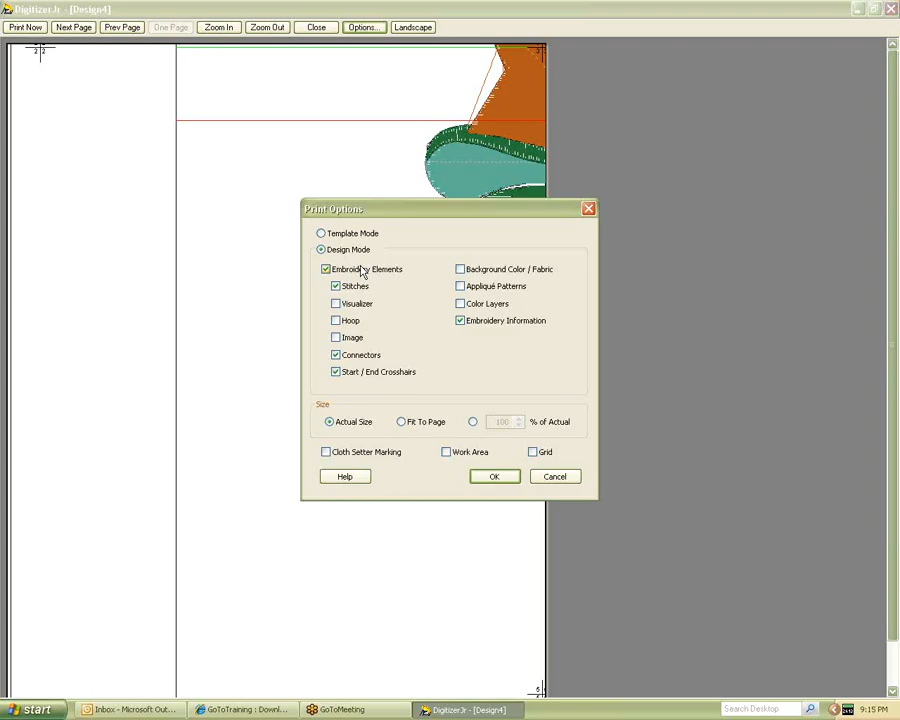 DigitizerJr - [Design4]
Print Now Next Page Prev Page One Page Zoom In Zoom Out Close Options... Landscape
Print Options
Template Mode
Design Mode
Embroidery Elements Background Color / Fabric
Stitches Appliqué Patterns
Visualizer Color Layers
Hoop Embroidery Information
Image
Connectors
Start / End Crosshairs
Size
Actual Size Fit To Page 100 % of Actual
Cloth Setter Marking Work Area Grid
Help OK Cancel
start Inbox - Microsoft Out... GoToTraining : Downl... GoToMeeting DigitizerJr - [Design4] Search Desktop 9:15 PM